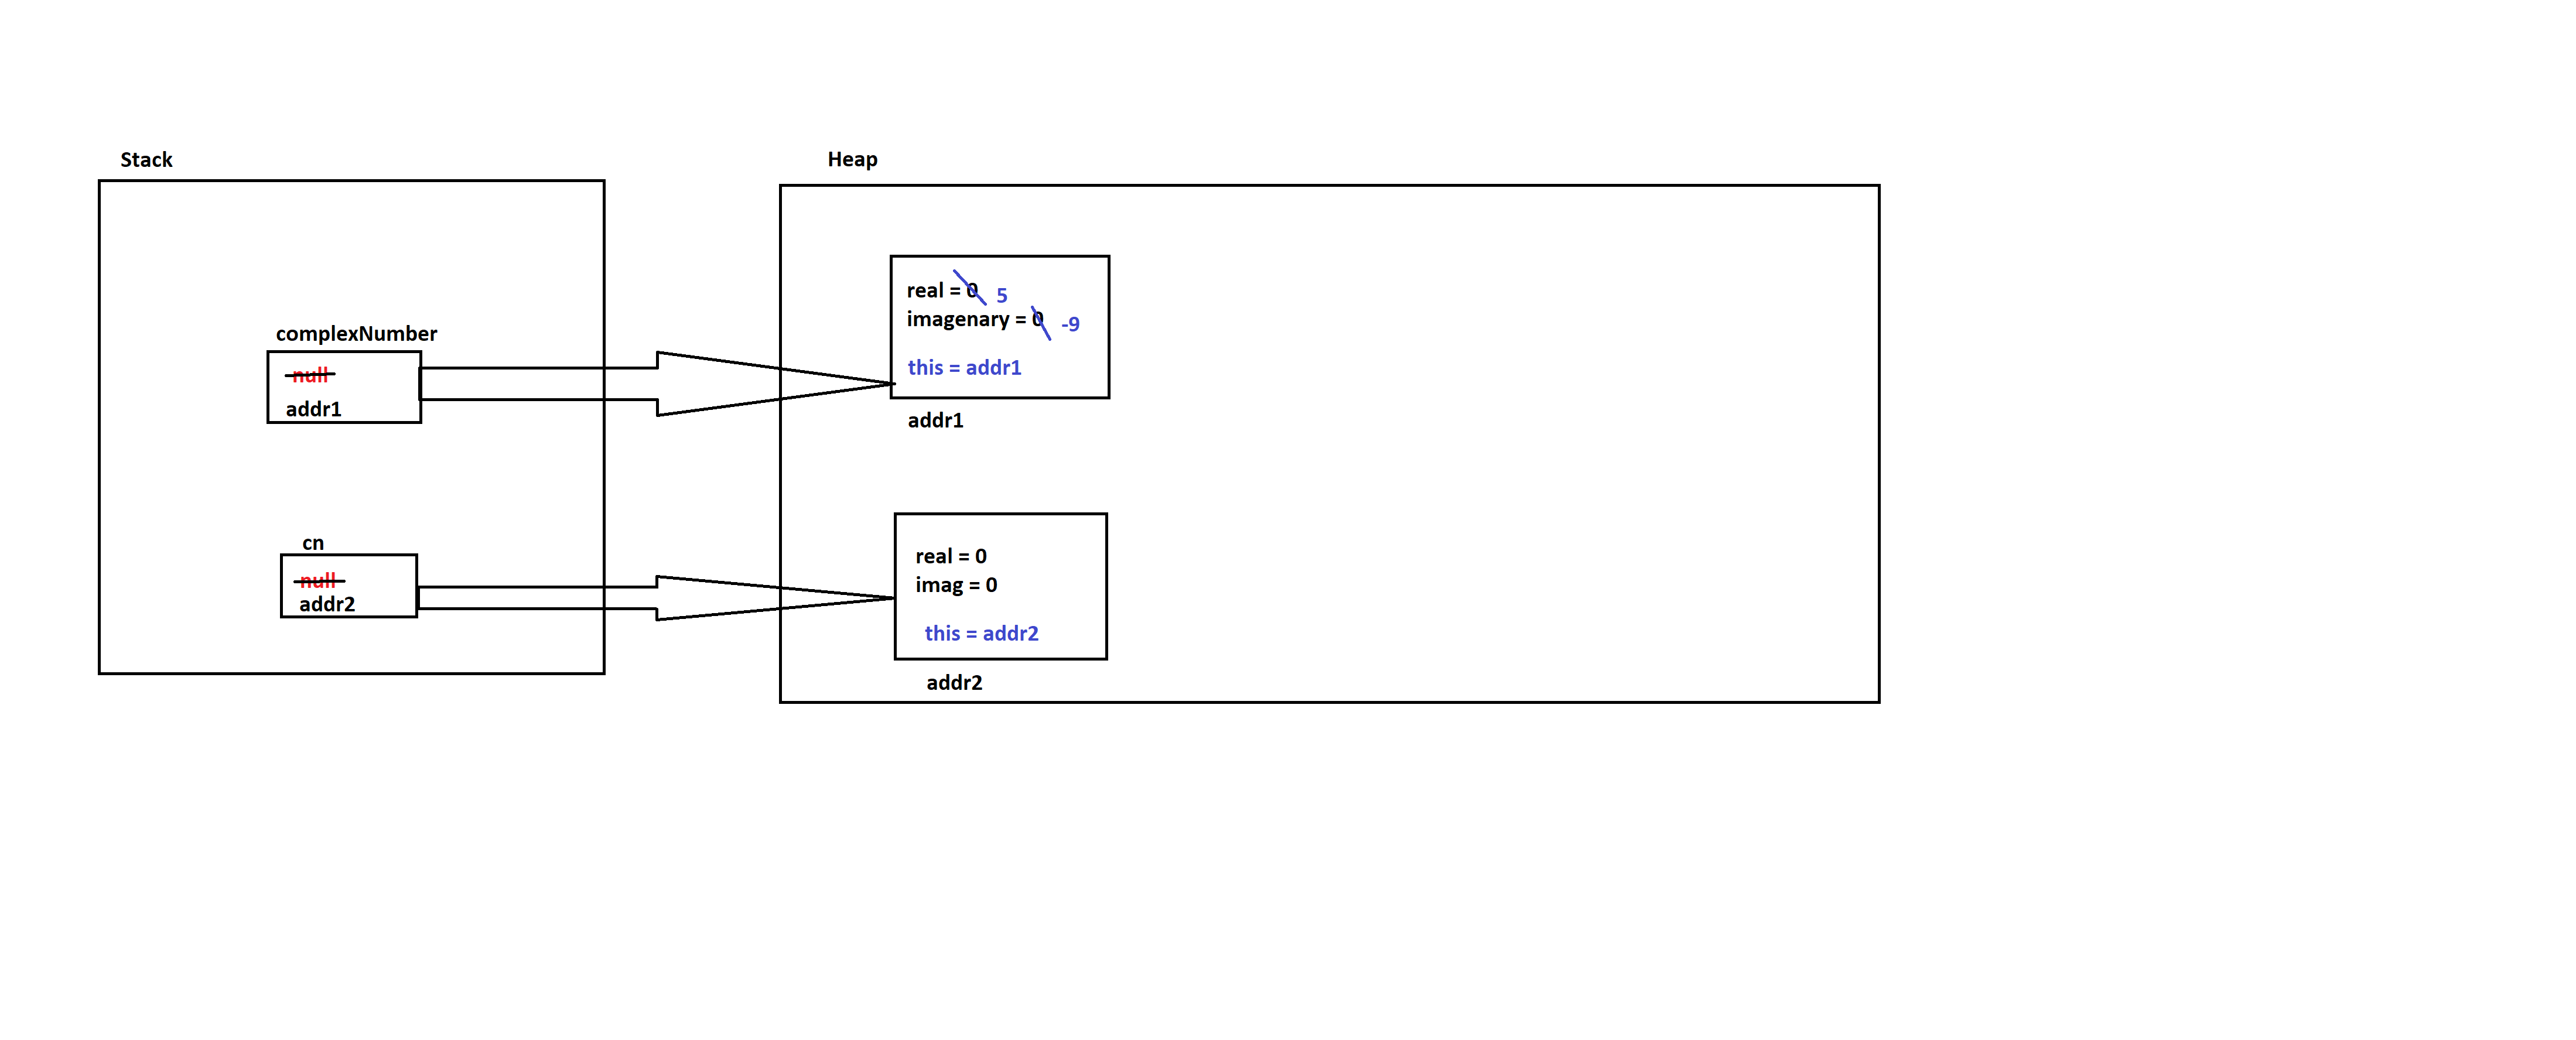 Stack
complexNumber
null
addr1
cn
null
addr2
Heap
real = 0 5
imagenary = 0 -9
this = addr1
addr1
real = 0
imag = 0
this = addr2
addr2